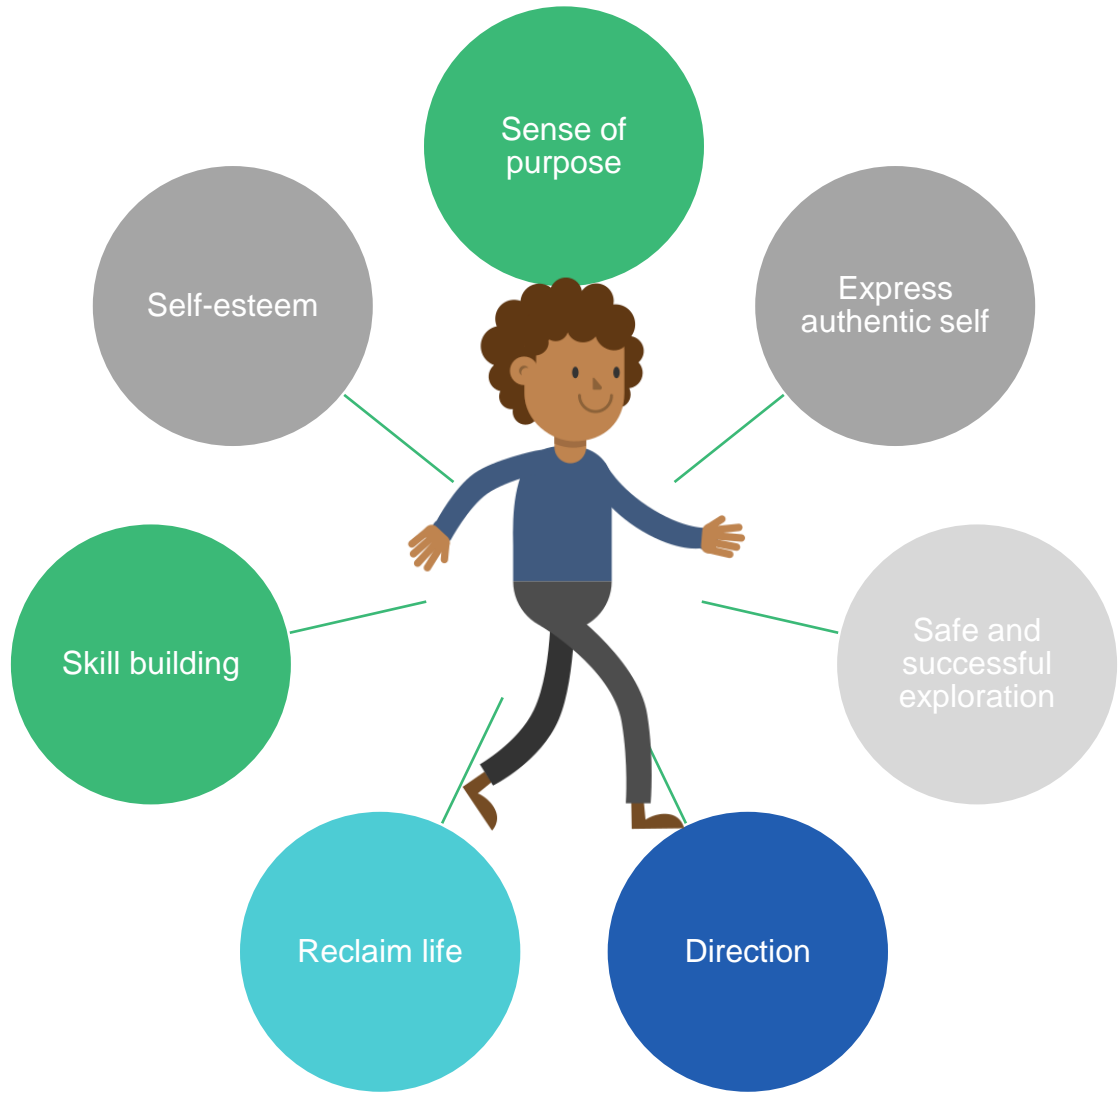 Sense of
purpose
Express
authentic self
Safe and
successful
exploration
Direction
Reclaim life
Skill building
Self-esteem